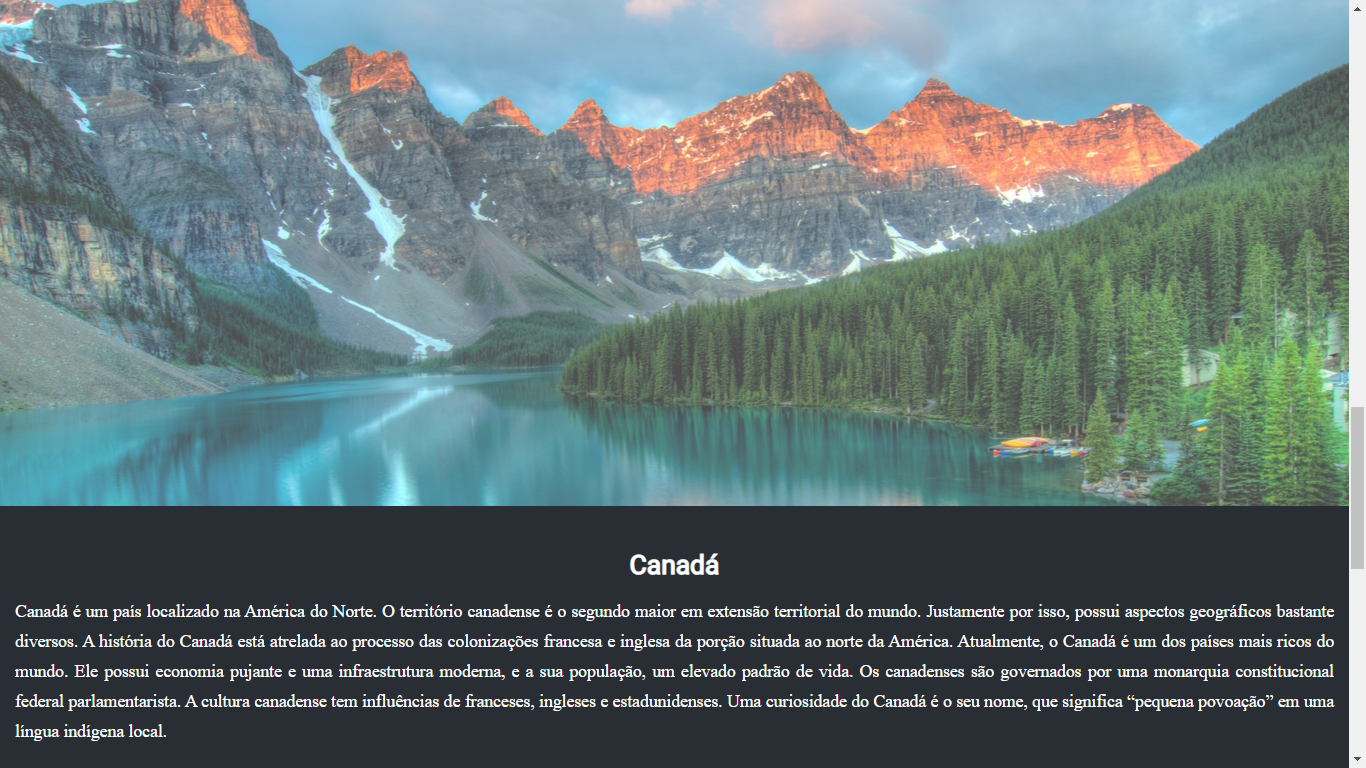 Canadá
Canadá é um país localizado na América do Norte. O território canadense é o segundo maior em extensão territorial do mundo. Justamente por isso, possui aspectos geográficos bastante
diversos. A história do Canadá está atrelada ao processo das colonizações francesa e inglesa da porção situada ao norte da América. Atualmente, o Canadá é um dos países mais ricos do
mundo. Ele possui economia pujante e uma infraestrutura moderna, e a sua população, um elevado padrão de vida. Os canadenses são governados por uma monarquia constitucional
federal parlamentarista. A cultura canadense tem influências de franceses, ingleses e estadunidenses. Uma curiosidade do Canadá é o seu nome, que significa “pequena povoação” em uma
língua indígena local.